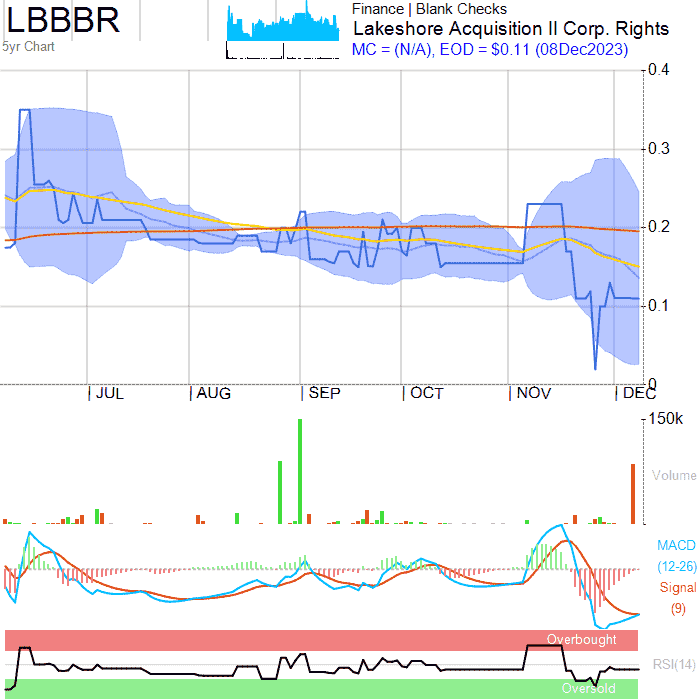 LBBBR
5yr Chart
Finance | Blank Checks
Lakeshore Acquisition II Corp. Rights
MC = (N/A), EOD = $0.11 (08Dec2023)
0.4
0.3
0.2
0.1
0
JUL AUG SEP OCT NOV DEC
150k
Volume
MACD
(12-26)
Signal
(9)
Overbought
RSI(14)
Oversold